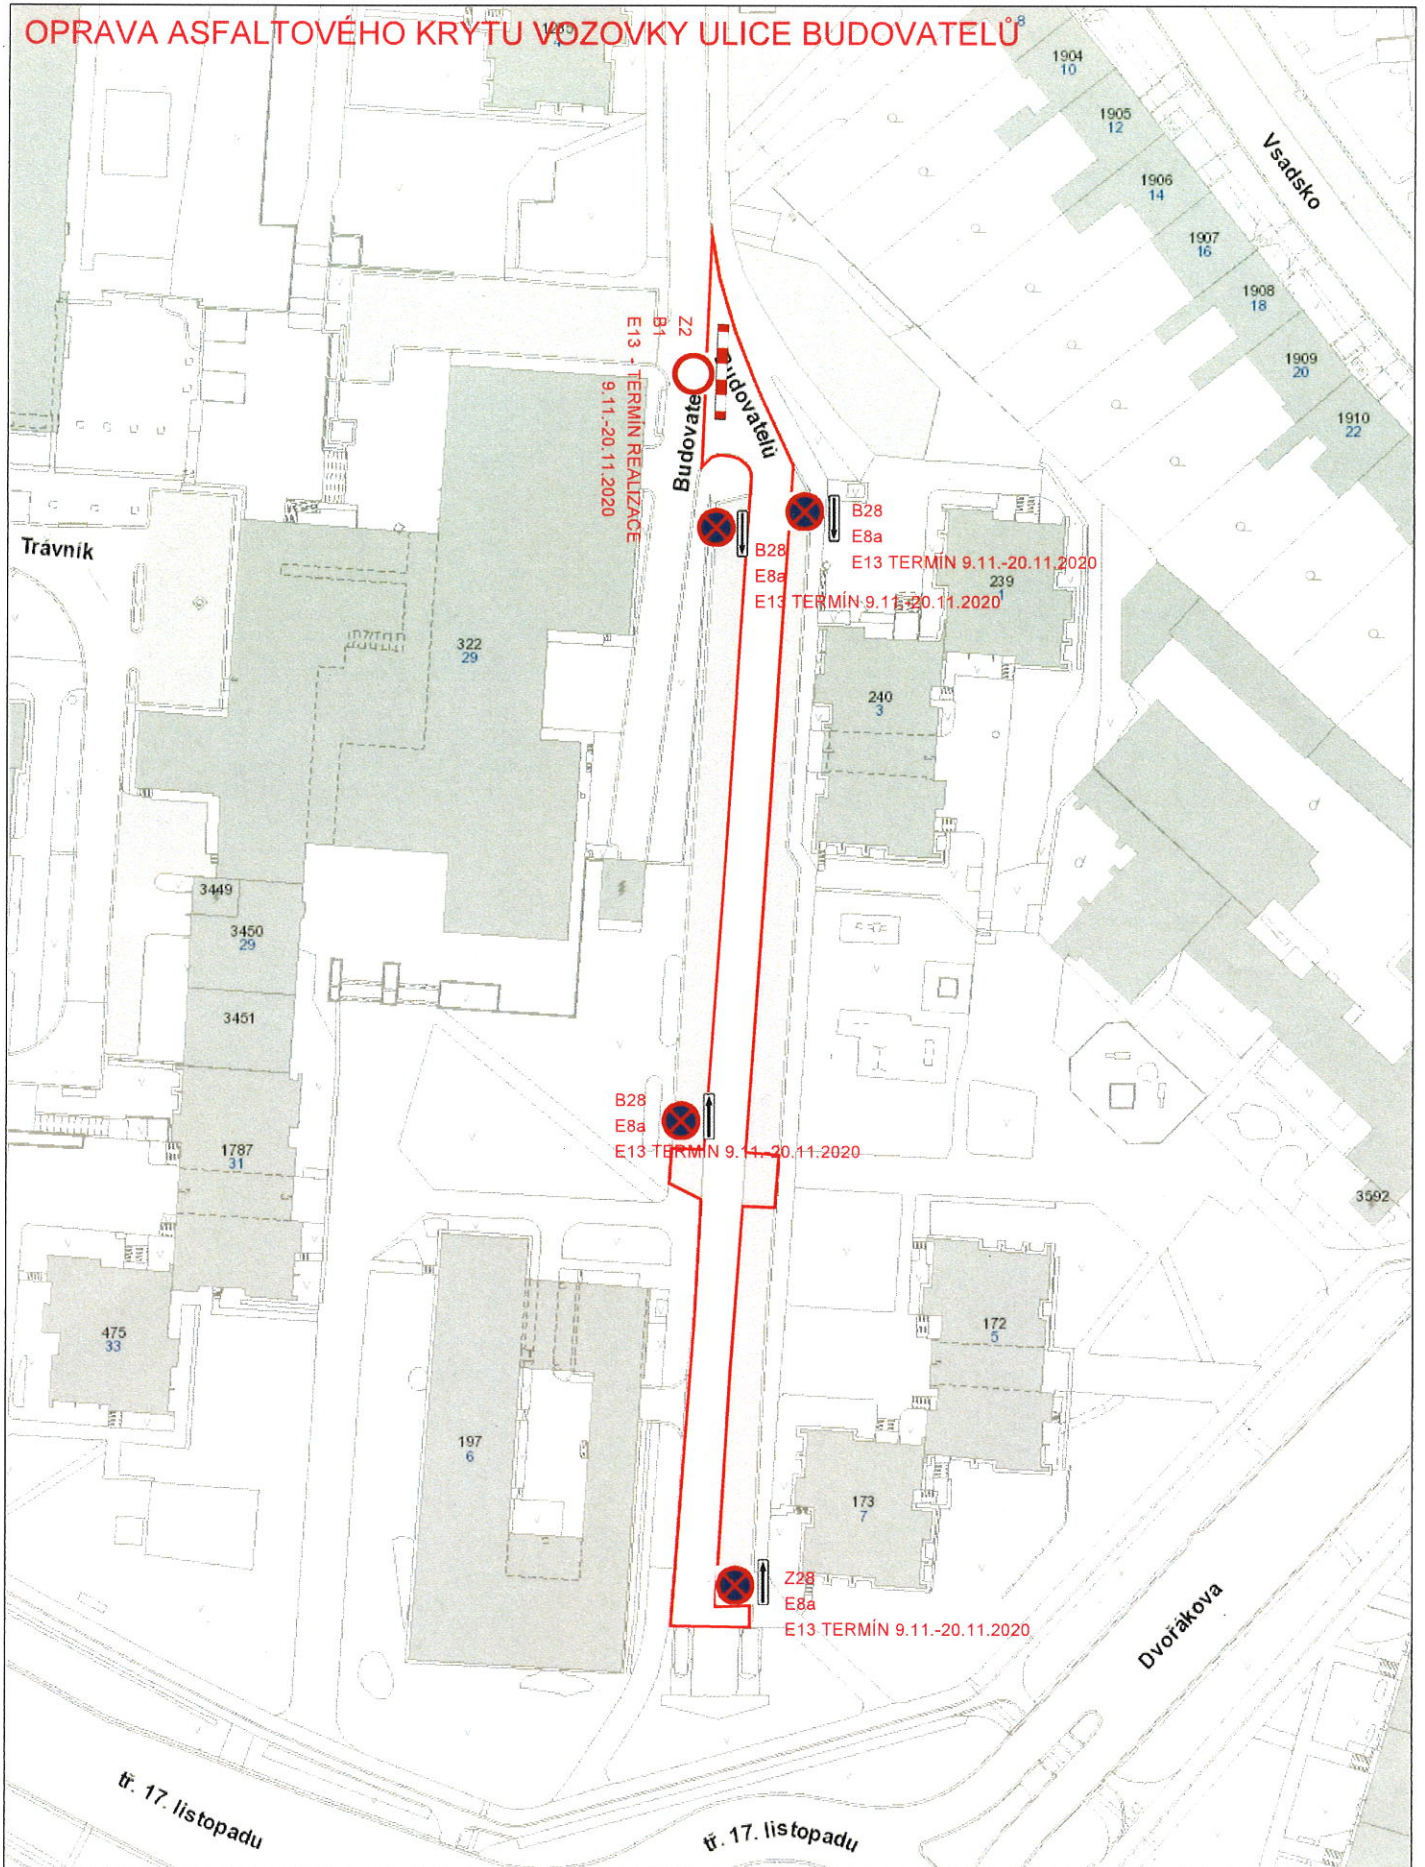 OPRAVA ASFALTOVÉHO KRYTU VOZOVKY ULICE BUDOVATELŮ
8
1904
10
1905
12
1906
14
1907
16
1908
18
1909
20
1910
22
Vsadsko
Z2
B1
E13 - TERMÍN REALIZACE
9.11.-20.11.2020
Budovatelů
B28
E8a
E13 TERMÍN 9.11.-20.11.2020
B28
E8a
E13 TERMÍN 9.11.-20.11.2020
Trávník
322
29
239
1
240
3
3449
3450
29
3451
1787
31
475
33
B28
E8a
E13 TERMÍN 9.11.-20.11.2020
3592
197
6
172
5
173
7
Z28
E8a
E13 TERMÍN 9.11.-20.11.2020
Dvořákova
tř. 17. listopadu
tř. 17. listopadu